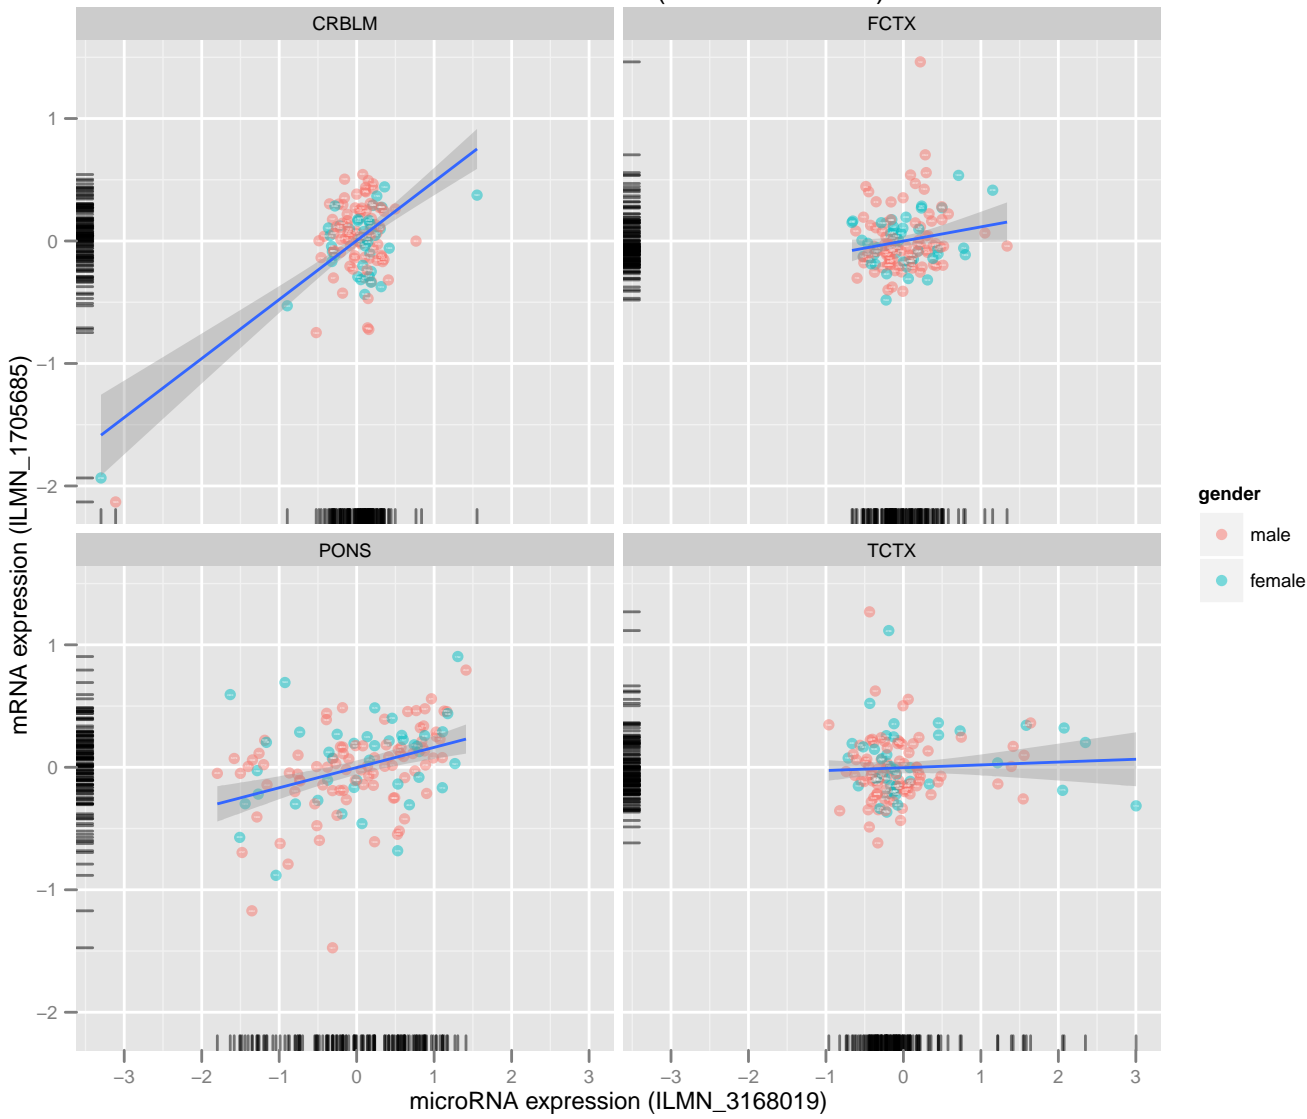 CRBLM FCTX
1
0
−1
−2
PONS TCTX
1
0
−1
−2
−3 −2 −1 0 1 2 3 −3 −2 −1 0 1 2 3
microRNA expression (ILMN_3168019)
mRNA expression (ILMN_1705685)
gender
male
female